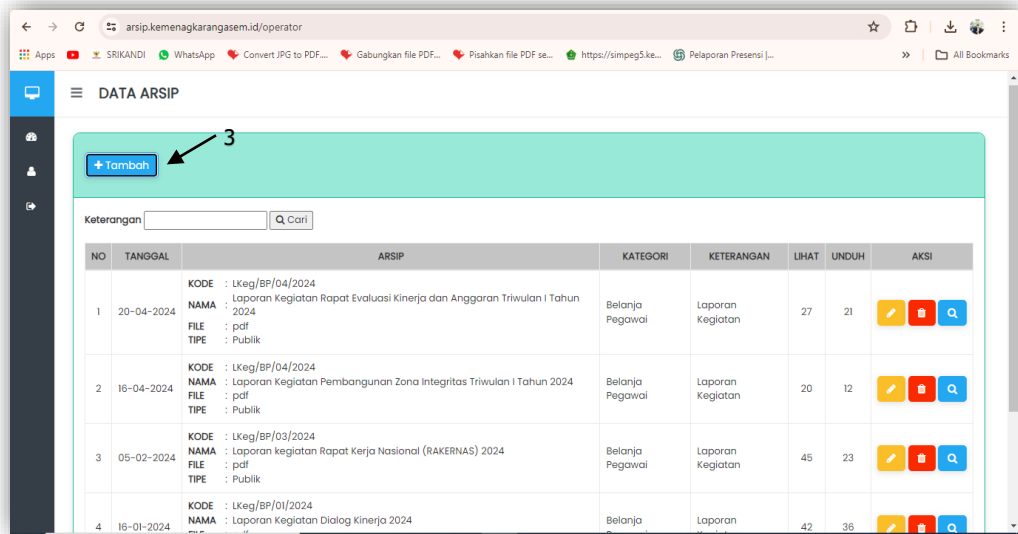 arsip.kemenagkarangasem.id/operator
Apps SRIKANDI WhatsApp Convert JPG to PDF.... Gabungkan file PDF... Pisahkan file PDF se... https://simpeg5.ke... Pelaporan Presensi |... » All Bookmarks
DATA ARSIP
3
+Tambah
Keterangan Cari
NO TANGGAL ARSIP KATEGORI KETERANGAN LIHAT UNDUH AKSI
KODE : LKeg/BP/04/2024
NAMA : Laporan Kegiatan Rapat Evaluasi Kinerja dan Anggaran Triwulan I Tahun
1 20-04-2024 2024 Belanja Pegawai Laporan Kegiatan 27 21
FILE : pdf
TIPE : Publik
KODE : LKeg/BP/04/2024
NAMA : Laporan Kegiatan Pembangunan Zona Integritas Triwulan I Tahun 2024
2 16-04-2024 Belanja Pegawai Laporan Kegiatan 20 12
FILE : pdf
TIPE : Publik
KODE : LKeg/BP/03/2024
NAMA : Laporan kegiatan Rapat Kerja Nasional (RAKERNAS) 2024
3 05-02-2024 Belanja Pegawai Laporan Kegiatan 45 23
FILE : pdf
TIPE : Publik
KODE : LKeg/BP/01/2024
NAMA : Laporan Kegiatan Dialog Kinerja 2024
4 16-01-2024 Belanja Laporan 42 36